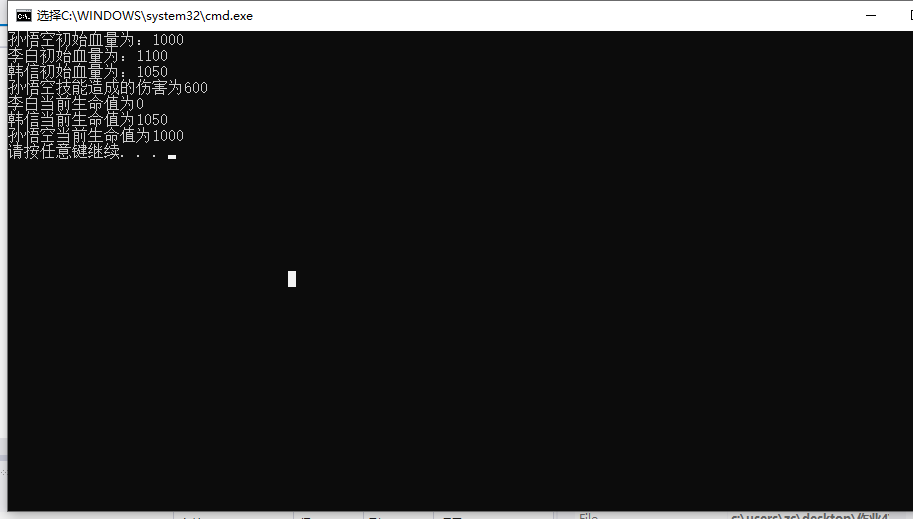 选择C:\WINDOWS\system32\cmd.exe
孙悟空初始血量为：1000
李白初始血量为：1100
韩信初始血量为：1050
孙悟空技能造成的伤害为600
李白当前生命值为0
韩信当前生命值为1050
孙悟空当前生命值为1000
请按任意键继续. . .
File